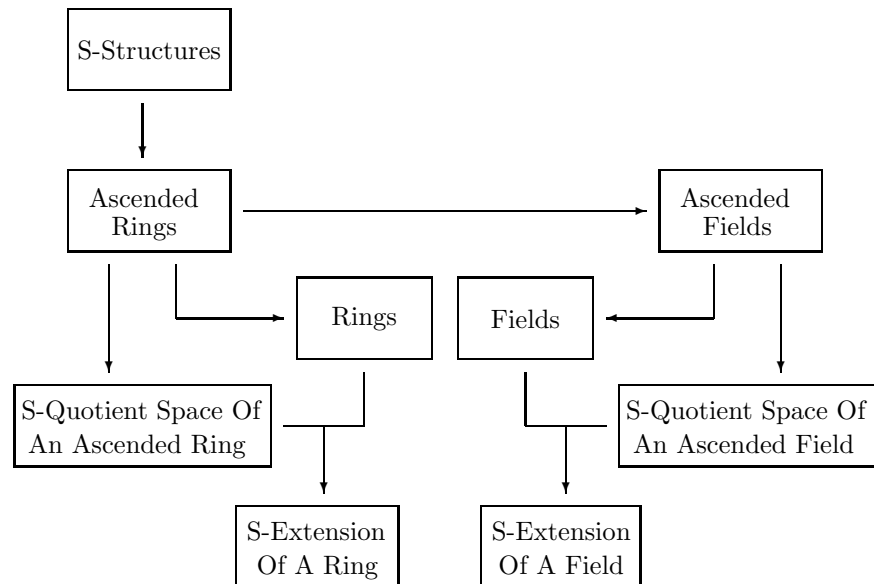 S-Structures
Ascended
Rings
Ascended
Fields
Rings
Fields
S-Quotient Space Of
An Ascended Ring
S-Quotient Space Of
An Ascended Field
S-Extension
Of A Ring
S-Extension
Of A Field